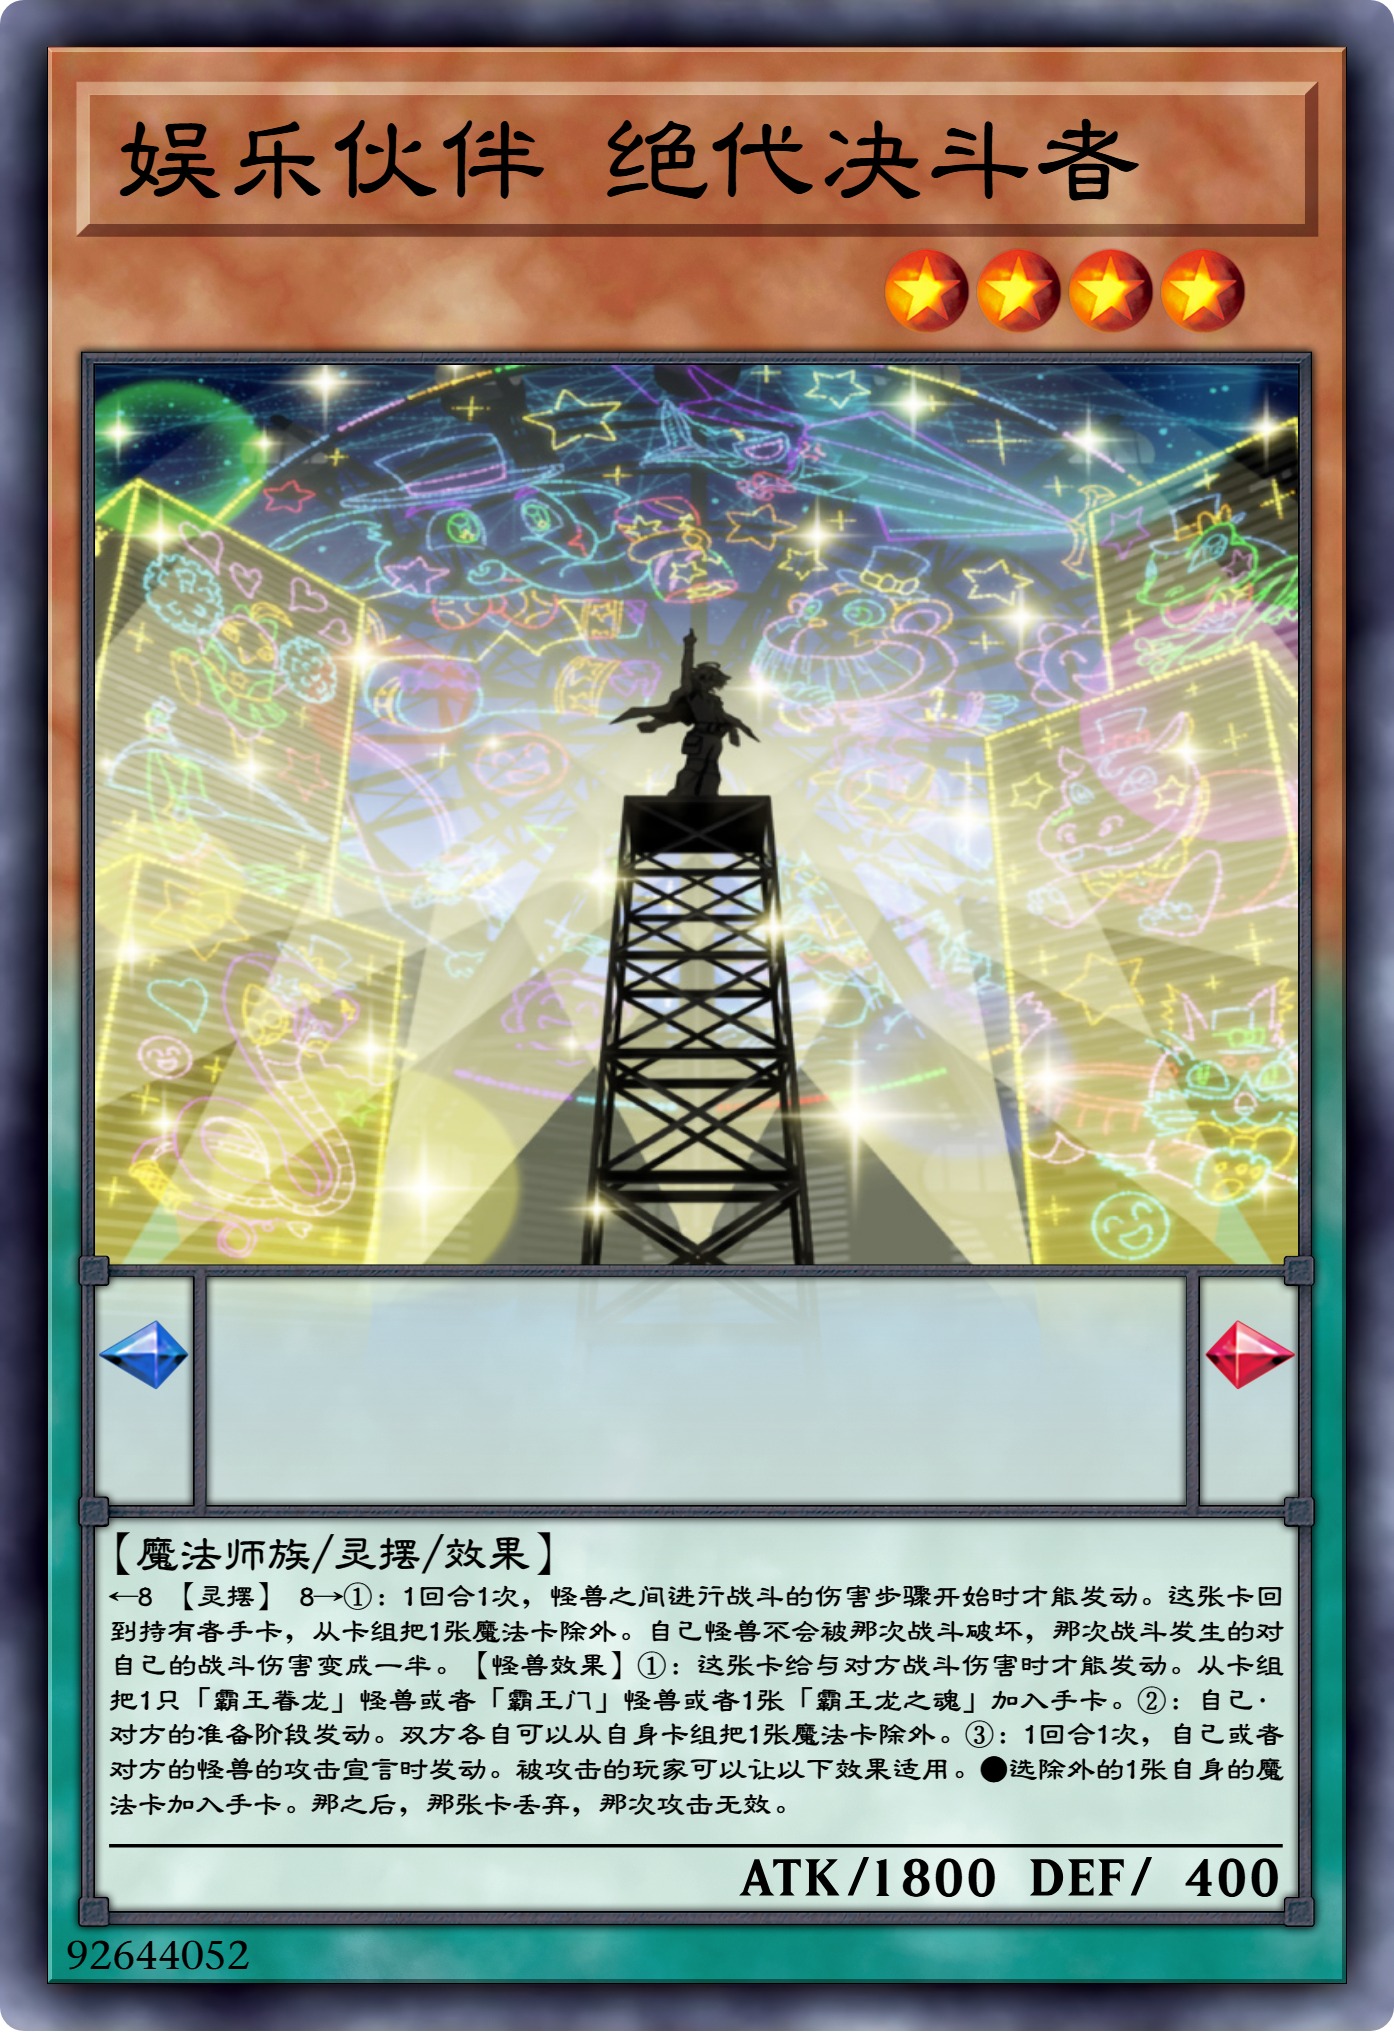 娱乐伙伴 绝代决斗者
【魔法师族/灵摆/效果】
←8 【灵摆】 8→①：1回合1次，怪兽之间进行战斗的伤害步骤开始时才能发动。这张卡回
到持有者手卡，从卡组把1张魔法卡除外。自己怪兽不会被那次战斗破坏，那次战斗发生的对
自己的战斗伤害变成一半。【怪兽效果】①：这张卡给与对方战斗伤害时才能发动。从卡组
把1只「霸王眷龙」怪兽或者「霸王门」怪兽或者1张「霸王龙之魂」加入手卡。②：自己·
对方的准备阶段发动。双方各自可以从自身卡组把1张魔法卡除外。③：1回合1次，自己或者
对方的怪兽的攻击宣言时发动。被攻击的玩家可以让以下效果适用。●选除外的1张自身的魔
法卡加入手卡。那之后，那张卡丢弃，那次攻击无效。
ATK/1800 DEF/ 400
92644052